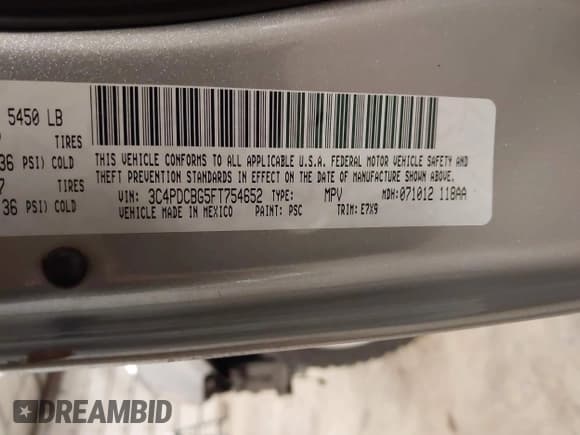 5450 LB
TIRES
36 PSI) COLD
7 TIRES
36 PSI) COLD
THIS VEHICLE CONFORMS TO ALL APPLICABLE U.S.A. FEDERAL MOTOR VEHICLE SAFETY AND
THEFT PREVENTION STANDARDS IN EFFECT ON THE DATE OF MANUFACTURE SHOWN ABOVE.
VIN: 3C4PDCBG5FT754652 TYPE: MPV MDH: 071012 118AA
VEHICLE MADE IN MEXICO PAINT: PSC TRIM: E7X9
DREAMBID